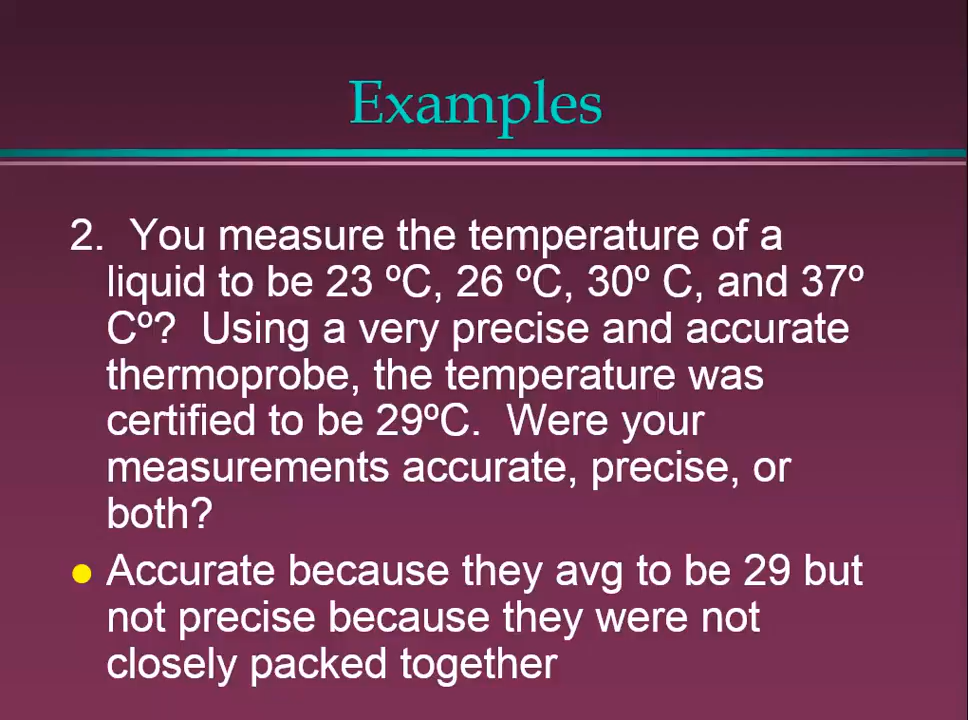 Examples
2. You measure the temperature of a
liquid to be 23 ºC, 26 ºC, 30º C, and 37º
Cº? Using a very precise and accurate
thermoprobe, the temperature was
certified to be 29ºC. Were your
measurements accurate, precise, or
both?
Accurate because they avg to be 29 but
not precise because they were not
closely packed together